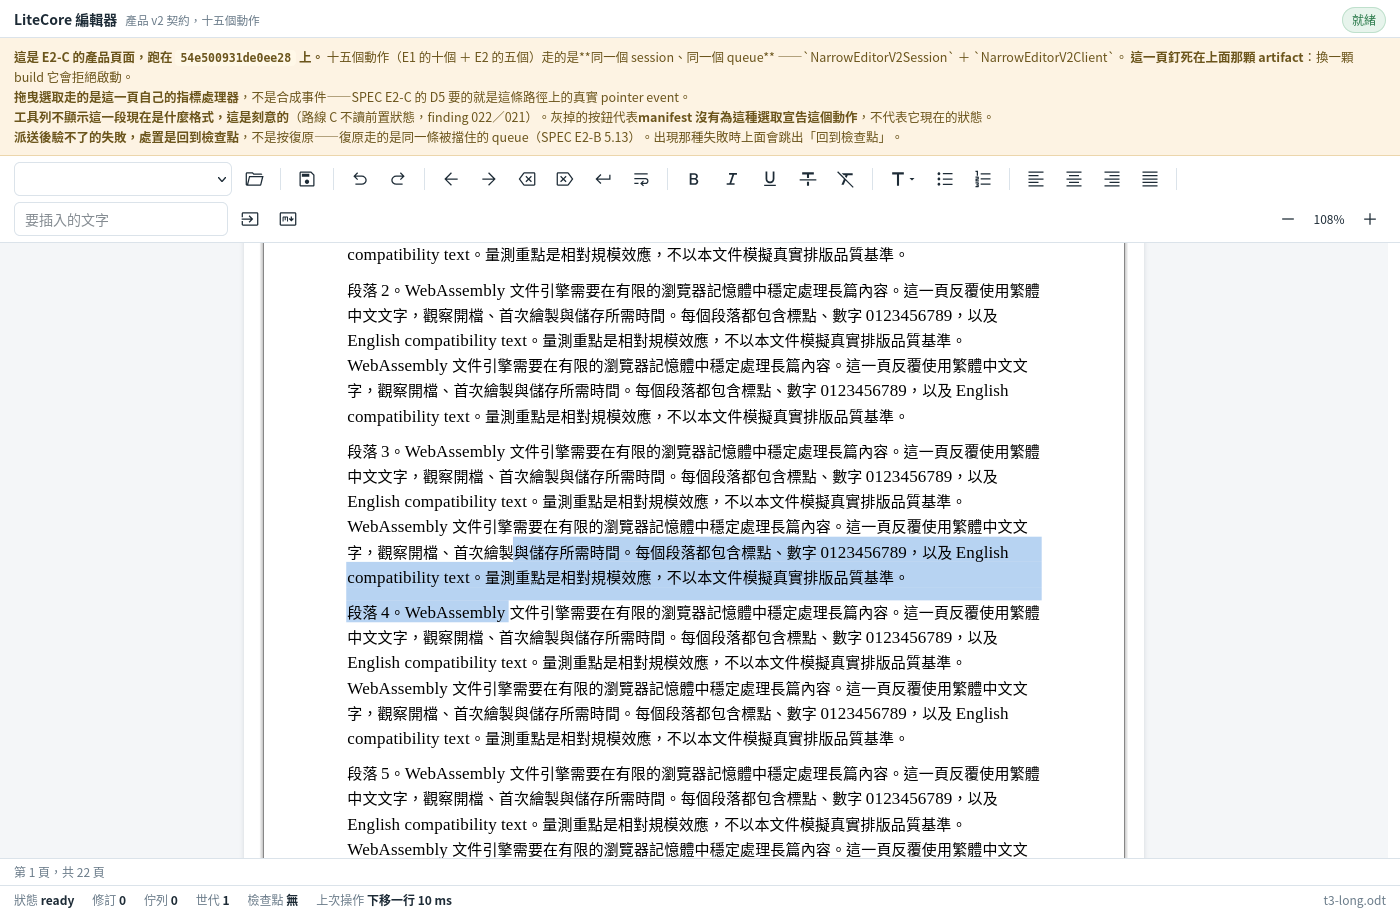 LiteCore 編輯器 產品 v2 契約，十五個動作
就緒
這是 E2-C 的產品頁面，跑在 54e500931de0ee28 上。 十五個動作（E1 的十個 ＋ E2 的五個）走的是**同一個 session、同一個 queue** ——`NarrowEditorV2Session` ＋ `NarrowEditorV2Client`。 這一頁釘死在上面那顆 artifact：換一顆
build 它會拒絕啟動。
拖曳選取走的是這一頁自己的指標處理器，不是合成事件——SPEC E2-C 的 D5 要的就是這條路徑上的真實 pointer event。
工具列不顯示這一段現在是什麼格式，這是刻意的（路線 C 不讀前置狀態，finding 022／021）。灰掉的按鈕代表manifest 沒有為這種選取宣告這個動作，不代表它現在的狀態。
派送後驗不了的失敗，處置是回到檢查點，不是按復原——復原走的是同一條被擋住的 queue（SPEC E2-B 5.13）。出現那種失敗時上面會跳出「回到檢查點」。
B I U T T T
要插入的文字
M
108%
compatibility text。量測重點是相對規模效應，不以本文件模擬真實排版品質基準。
段落 2。WebAssembly 文件引擎需要在有限的瀏覽器記憶體中穩定處理長篇內容。這一頁反覆使用繁體
中文文字，觀察開檔、首次繪製與儲存所需時間。每個段落都包含標點、數字 0123456789，以及
English compatibility text。量測重點是相對規模效應，不以本文件模擬真實排版品質基準。
WebAssembly 文件引擎需要在有限的瀏覽器記憶體中穩定處理長篇內容。這一頁反覆使用繁體中文文
字，觀察開檔、首次繪製與儲存所需時間。每個段落都包含標點、數字 0123456789，以及 English
compatibility text。量測重點是相對規模效應，不以本文件模擬真實排版品質基準。
段落 3。WebAssembly 文件引擎需要在有限的瀏覽器記憶體中穩定處理長篇內容。這一頁反覆使用繁體
中文文字，觀察開檔、首次繪製與儲存所需時間。每個段落都包含標點、數字 0123456789，以及
English compatibility text。量測重點是相對規模效應，不以本文件模擬真實排版品質基準。
WebAssembly 文件引擎需要在有限的瀏覽器記憶體中穩定處理長篇內容。這一頁反覆使用繁體中文文
字，觀察開檔、首次繪製與儲存所需時間。每個段落都包含標點、數字 0123456789，以及 English
compatibility text。量測重點是相對規模效應，不以本文件模擬真實排版品質基準。
段落 4。WebAssembly 文件引擎需要在有限的瀏覽器記憶體中穩定處理長篇內容。這一頁反覆使用繁體
中文文字，觀察開檔、首次繪製與儲存所需時間。每個段落都包含標點、數字 0123456789，以及
English compatibility text。量測重點是相對規模效應，不以本文件模擬真實排版品質基準。
WebAssembly 文件引擎需要在有限的瀏覽器記憶體中穩定處理長篇內容。這一頁反覆使用繁體中文文
字，觀察開檔、首次繪製與儲存所需時間。每個段落都包含標點、數字 0123456789，以及 English
compatibility text。量測重點是相對規模效應，不以本文件模擬真實排版品質基準。
段落 5。WebAssembly 文件引擎需要在有限的瀏覽器記憶體中穩定處理長篇內容。這一頁反覆使用繁體
中文文字，觀察開檔、首次繪製與儲存所需時間。每個段落都包含標點、數字 0123456789，以及
English compatibility text。量測重點是相對規模效應，不以本文件模擬真實排版品質基準。
WebAssembly 文件引擎需要在有限的瀏覽器記憶體中穩定處理長篇內容。這一頁反覆使用繁體中文文
第 1 頁，共 22 頁
狀態 ready 修訂 0 佇列 0 世代 1 檢查點 無 上次操作 下移一行 10 ms
t3-long.odt